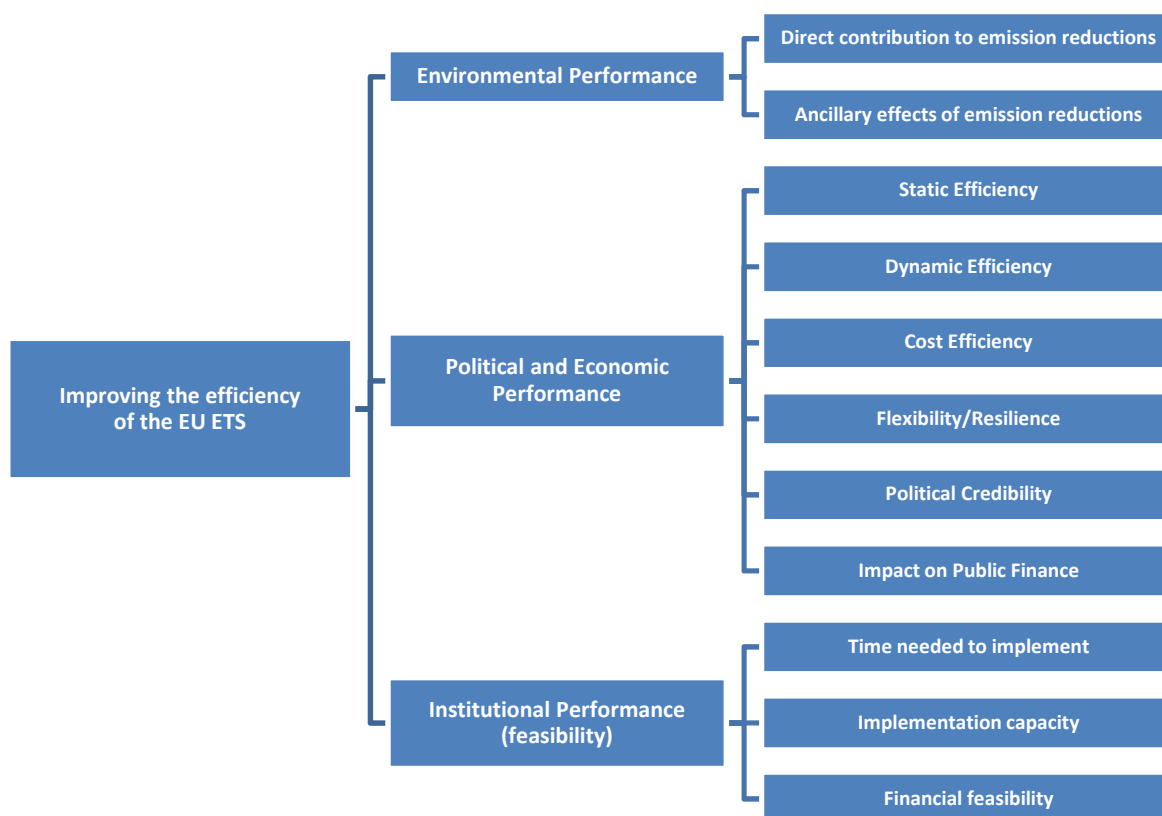 Improving the efficiency
of the EU ETS
Environmental Performance
Direct contribution to emission reductions
Ancillary effects of emission reductions
Political and Economic
Performance
Static Efficiency
Dynamic Efficiency
Cost Efficiency
Flexibility/Resilience
Political Credibility
Impact on Public Finance
Institutional Performance
(feasibility)
Time needed to implement
Implementation capacity
Financial feasibility